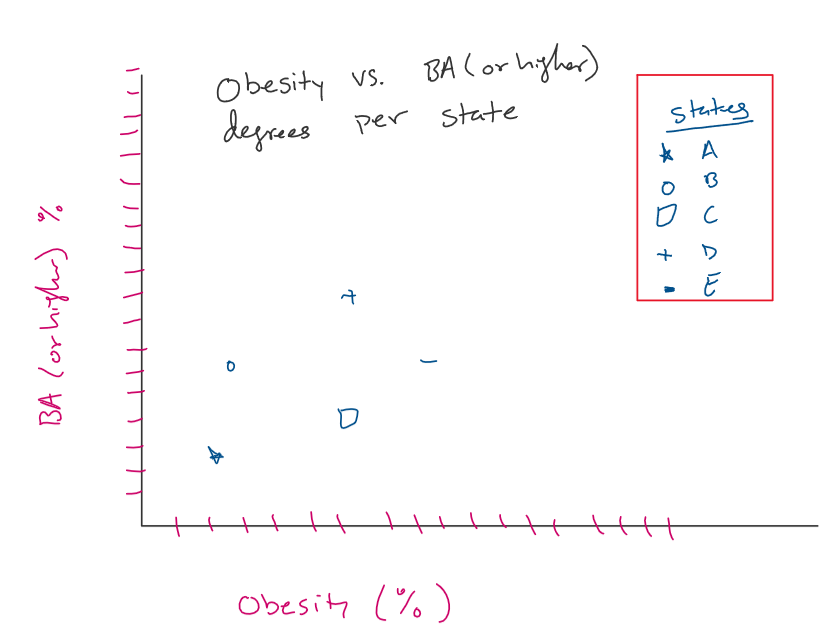 Obesity vs. BA (or higher)
degrees per state
states
A
B
C
D
E
BA (or higher) %
Obesity (%)